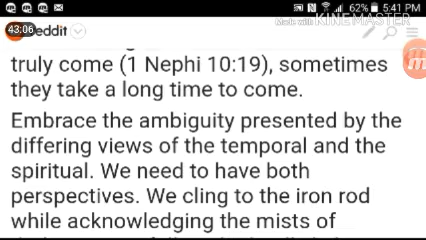 62% 5:41 PM
Made with KINEMASTER
43:06 eddit
truly come (1 Nephi 10:19), sometimes
they take a long time to come.
Embrace the ambiguity presented by the
differing views of the temporal and the
spiritual. We need to have both
perspectives. We cling to the iron rod
while acknowledging the mists of